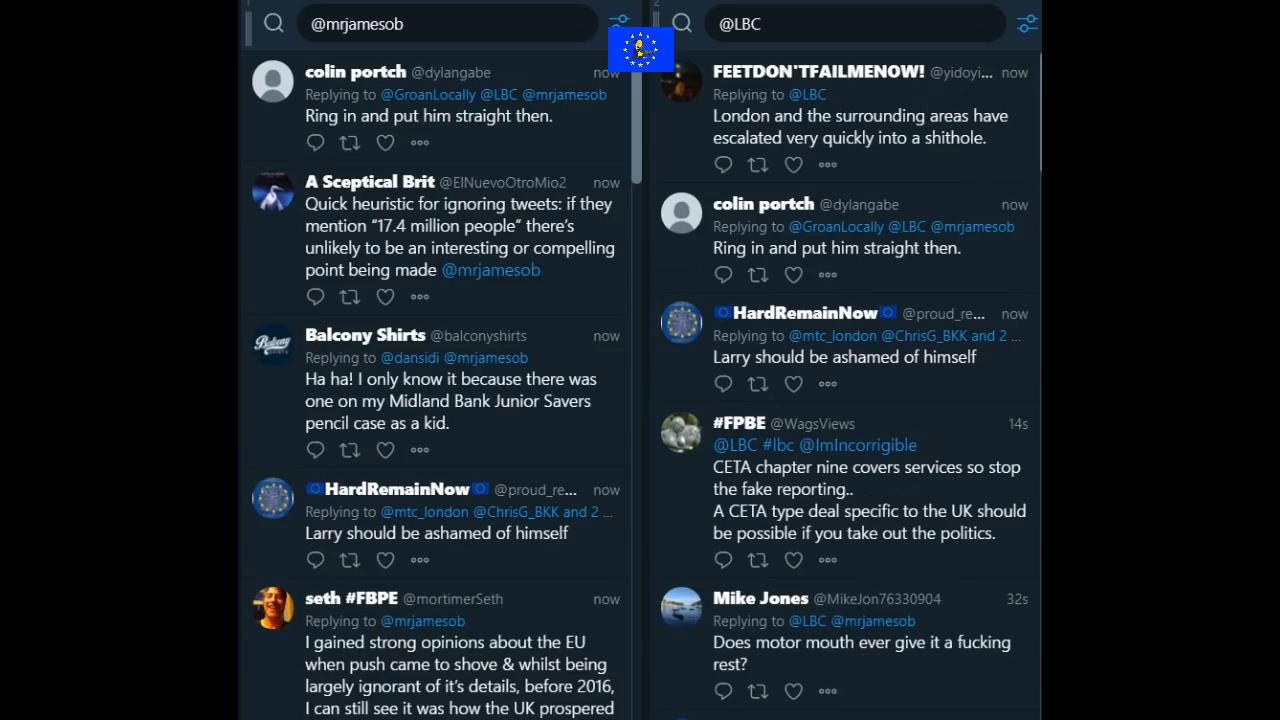 @mrjamesob
colin portch @dylangabe now
Replying to @GroanLocally @LBC @mrjamesob
Ring in and put him straight then.
A Sceptical Brit @ElNuevoOtroMio2 now
Quick heuristic for ignoring tweets: if they
mention “17.4 million people” there’s
unlikely to be an interesting or compelling
point being made @mrjamesob
Balcony Shirts @balconyshirts now
Replying to @dansidi @mrjamesob
Ha ha! I only know it because there was
one on my Midland Bank Junior Savers
pencil case as a kid.
HardRemainNow @proud_re... now
Replying to @mtc_london @ChrisG_BKK and 2 ...
Larry should be ashamed of himself
seth #FBPE @mortimerSeth now
Replying to @mrjamesob
I gained strong opinions about the EU
when push came to shove & whilst being
largely ignorant of it’s details, before 2016,
I can still see it was how the UK prospered
2
@LBC
FEETDON'TFAILMENOW! @yidoyi... now
Replying to @LBC
London and the surrounding areas have
escalated very quickly into a shithole.
colin portch @dylangabe now
Replying to @GroanLocally @LBC @mrjamesob
Ring in and put him straight then.
HardRemainNow @proud_re... now
Replying to @mtc_london @ChrisG_BKK and 2 ...
Larry should be ashamed of himself
#FPBE @WagsViews 14s
@LBC #lbc @ImIncorrigible
CETA chapter nine covers services so stop
the fake reporting..
A CETA type deal specific to the UK should
be possible if you take out the politics.
Mike Jones @MikeJon76330904 32s
Replying to @LBC @mrjamesob
Does motor mouth ever give it a fucking
rest?